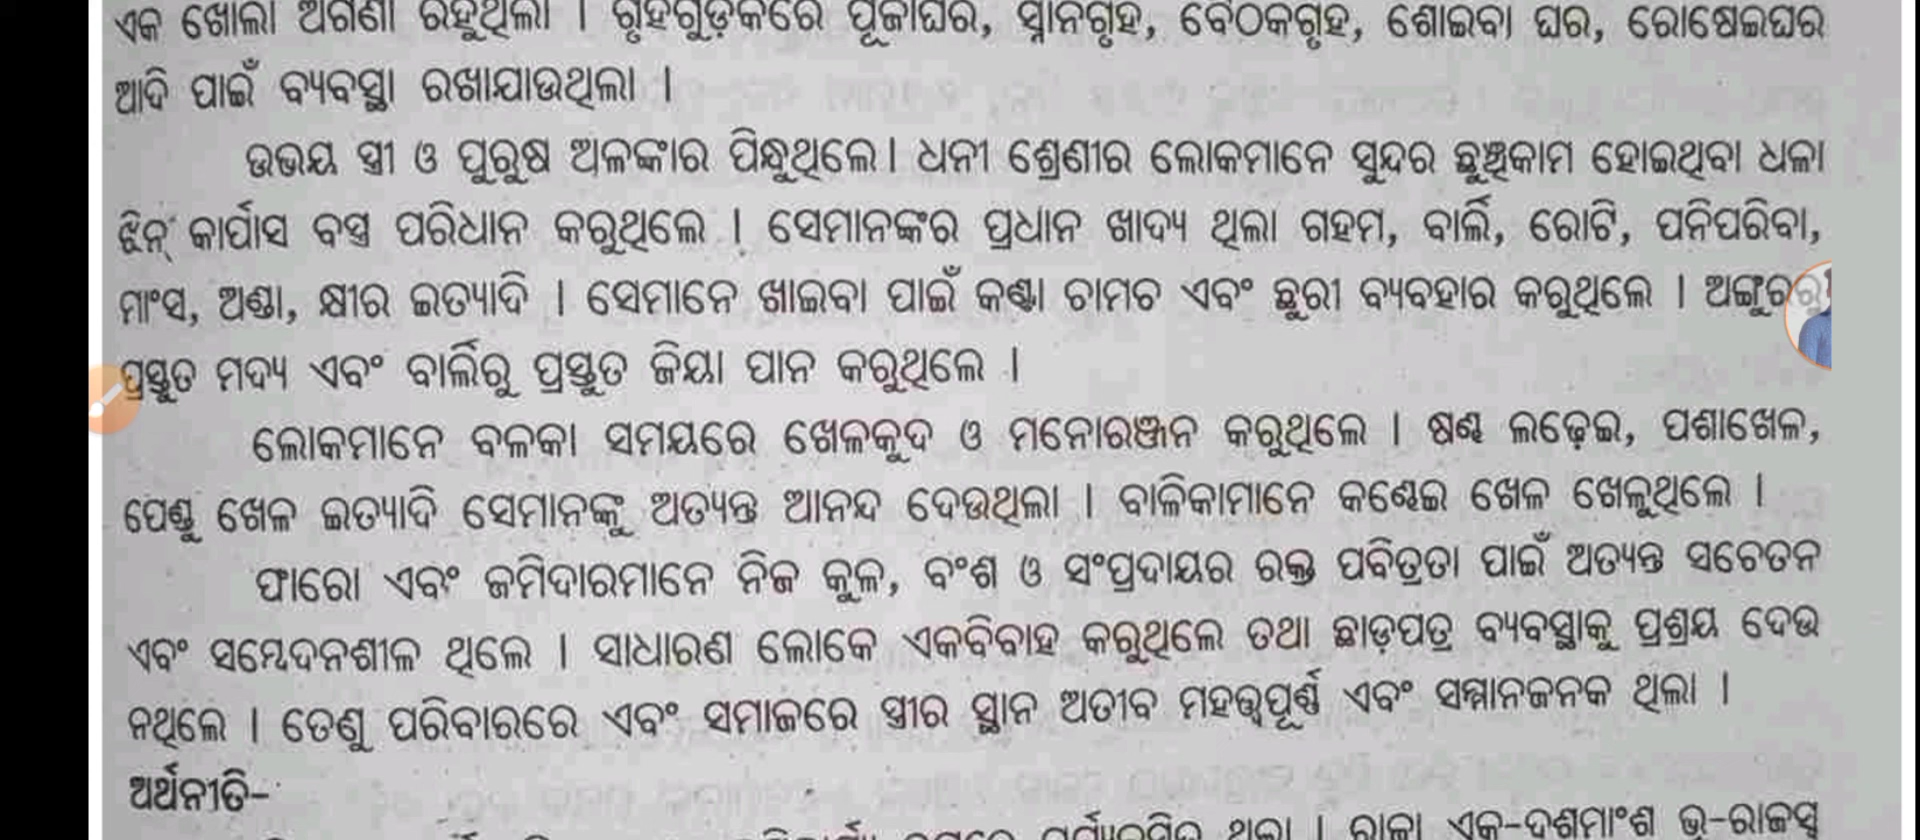 ଏକ ଖୋଲା ଅଗଣା ରହୁଥିଲା । ଗୃହଗୁଡ଼ିକରେ ପୂଜାଘର, ସ୍ନାନଗୃହ, ବୈଠକଗୃହ, ଶୋଇବା ଘର, ରୋଷେଇଘର
ଆଦି ପାଇଁ ବ୍ୟବସ୍ଥା ରଖାଯାଉଥିଲା ।
ଉଭୟ ସ୍ତ୍ରୀ ଓ ପୁରୁଷ ଅଳଙ୍କାର ପିନ୍ଧୁଥିଲେ। ଧନୀ ଶ୍ରେଣୀର ଲୋକମାନେ ସୁନ୍ଦର ଛୁଞ୍ଚିକାମ ହୋଇଥିବା ଧଳା
ଝିନ୍ କାର୍ପାସ ବସ୍ତ୍ର ପରିଧାନ କରୁଥିଲେ । ସେମାନଙ୍କର ପ୍ରଧାନ ଖାଦ୍ୟ ଥିଲା ଗହମ, ବାର୍ଲି, ରୋଟି, ପନିପରିବା,
ମାଂସ, ଅଣ୍ଡା, କ୍ଷୀର ଇତ୍ୟାଦି । ସେମାନେ ଖାଇବା ପାଇଁ କଣ୍ଟା ଚାମଚ ଏବଂ ଛୁରୀ ବ୍ୟବହାର କରୁଥିଲେ । ଅଙ୍ଗୁରରୁ
ପ୍ରସ୍ତୁତ ମଦ୍ୟ ଏବଂ ବାର୍ଲିରୁ ପ୍ରସ୍ତୁତ ଜିୟା ପାନ କରୁଥିଲେ ।
ଲୋକମାନେ ବଳକା ସମୟରେ ଖେଳକୁଦ ଓ ମନୋରଞ୍ଜନ କରୁଥିଲେ । ଷଣ୍ଢ ଲଢ଼େଇ, ପଶାଖେଳ,
ପେଣ୍ଡୁ ଖେଳ ଇତ୍ୟାଦି ସେମାନଙ୍କୁ ଅତ୍ୟନ୍ତ ଆନନ୍ଦ ଦେଉଥିଲା । ବାଳିକାମାନେ କଣ୍ଢେଇ ଖେଳ ଖେଳୁଥିଲେ ।
ଫାରୋ ଏବଂ ଜମିଦାରମାନେ ନିଜ କୁଳ, ବଂଶ ଓ ସଂପ୍ରଦାୟର ରକ୍ତ ପବିତ୍ରତା ପାଇଁ ଅତ୍ୟନ୍ତ ସଚେତନ
ଏବଂ ସମ୍ବେଦନଶୀଳ ଥିଲେ । ସାଧାରଣ ଲୋକେ ଏକବିବାହ କରୁଥିଲେ ତଥା ଛାଡ଼ପତ୍ର ବ୍ୟବସ୍ଥାକୁ ପ୍ରଶ୍ରୟ ଦେଉ
ନଥିଲେ । ତେଣୁ ପରିବାରରେ ଏବଂ ସମାଜରେ ସ୍ତ୍ରୀର ସ୍ଥାନ ଅତୀବ ମହତ୍ତ୍ୱପୂର୍ଣ୍ଣ ଏବଂ ସମ୍ମାନଜନକ ଥିଲା ।
ଅର୍ଥନୀତି-
ଥିଲା । ରାଜା ଏକ-ଦଶମାଂଶ ଭୂ-ରାଜସ୍ୱ